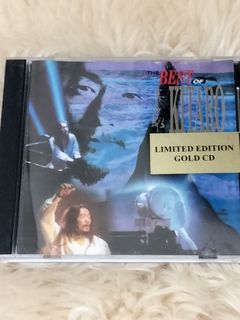 THE
BEST OF
KITARO
LIMITED EDITION
GOLD CD